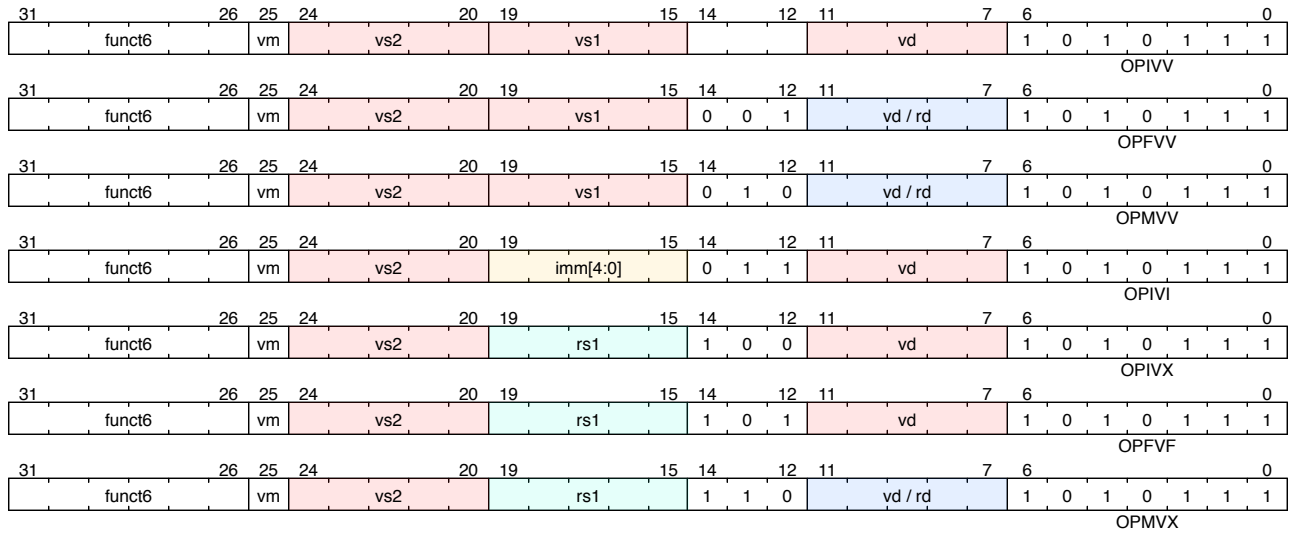 31 26 25 24 20 19 15 14 12 11 7 6 0
funct6 vm vs2 vs1 vd 1 0 1 0 1 1 1
OPIVV
31 26 25 24 20 19 15 14 12 11 7 6 0
funct6 vm vs2 vs1 0 0 1 vd / rd 1 0 1 0 1 1 1
OPFVV
31 26 25 24 20 19 15 14 12 11 7 6 0
funct6 vm vs2 vs1 0 1 0 vd / rd 1 0 1 0 1 1 1
OPMVV
31 26 25 24 20 19 15 14 12 11 7 6 0
funct6 vm vs2 imm[4:0] 0 1 1 vd 1 0 1 0 1 1 1
OPIVI
31 26 25 24 20 19 15 14 12 11 7 6 0
funct6 vm vs2 rs1 1 0 0 vd 1 0 1 0 1 1 1
OPIVX
31 26 25 24 20 19 15 14 12 11 7 6 0
funct6 vm vs2 rs1 1 0 1 vd 1 0 1 0 1 1 1
OPFVF
31 26 25 24 20 19 15 14 12 11 7 6 0
funct6 vm vs2 rs1 1 1 0 vd / rd 1 0 1 0 1 1 1
OPMVX